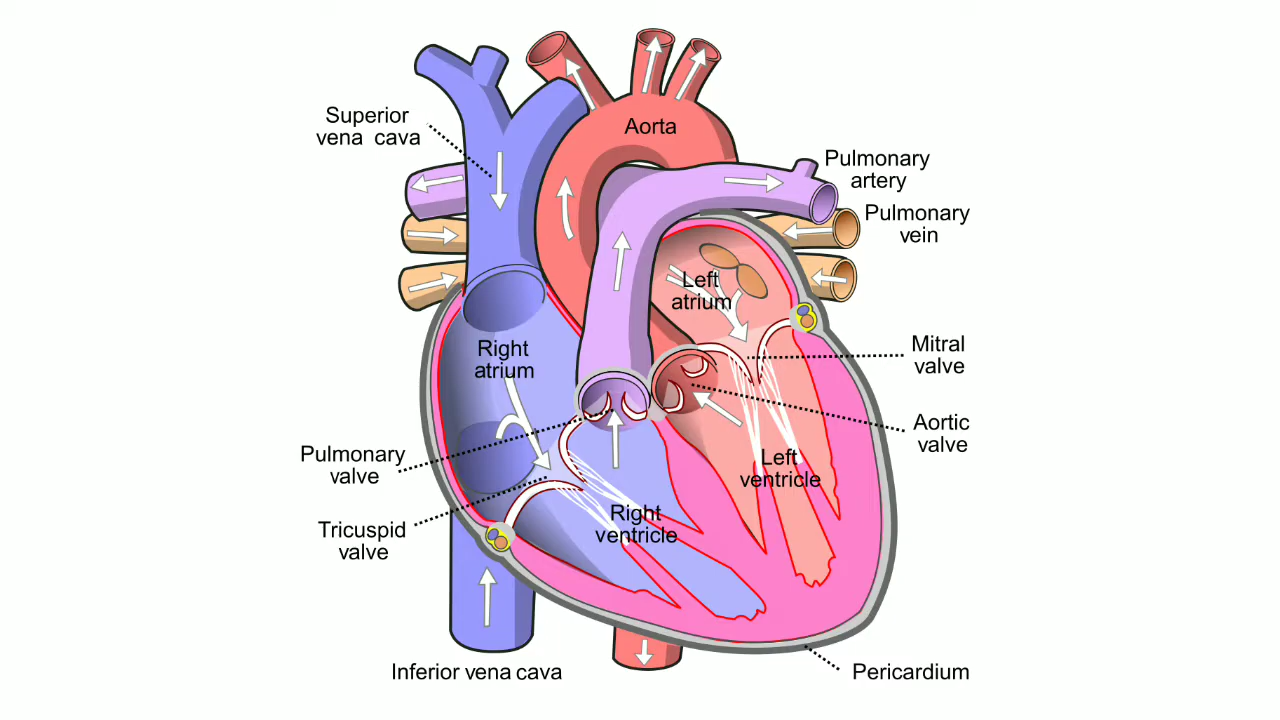 Superior
vena cava
Aorta
Pulmonary
artery
Pulmonary
vein
Left
atrium
Right
atrium
Mitral
valve
Aortic
valve
Pulmonary
valve
Left
ventricle
Tricuspid
valve
Right
ventricle
Inferior vena cava
Pericardium